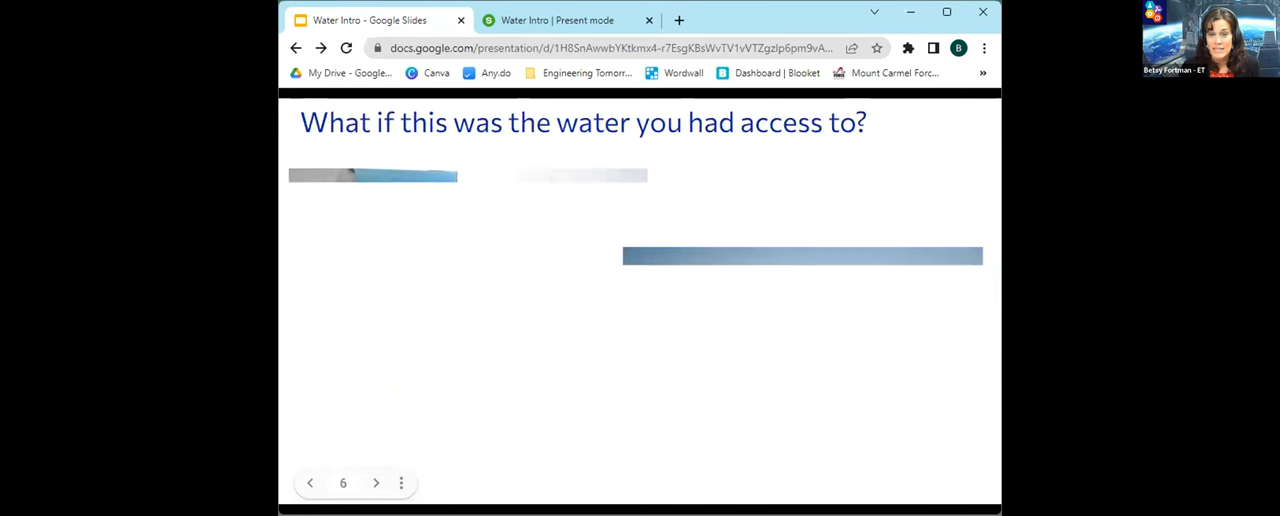 Water Intro - Google Slides
Water Intro | Present mode
docs.google.com/presentation/d/1H8SnAwwbYKtkmx4-r7EsgKBsWvTV1vVTZgzlp6pm9vA...
B
My Drive - Google...
Canva
Any.do
Engineering Tomorr...
Wordwall
Dashboard | Blooket
Mount Carmel Forc...
What if this was the water you had access to?
6
Betsy Fortman - ET